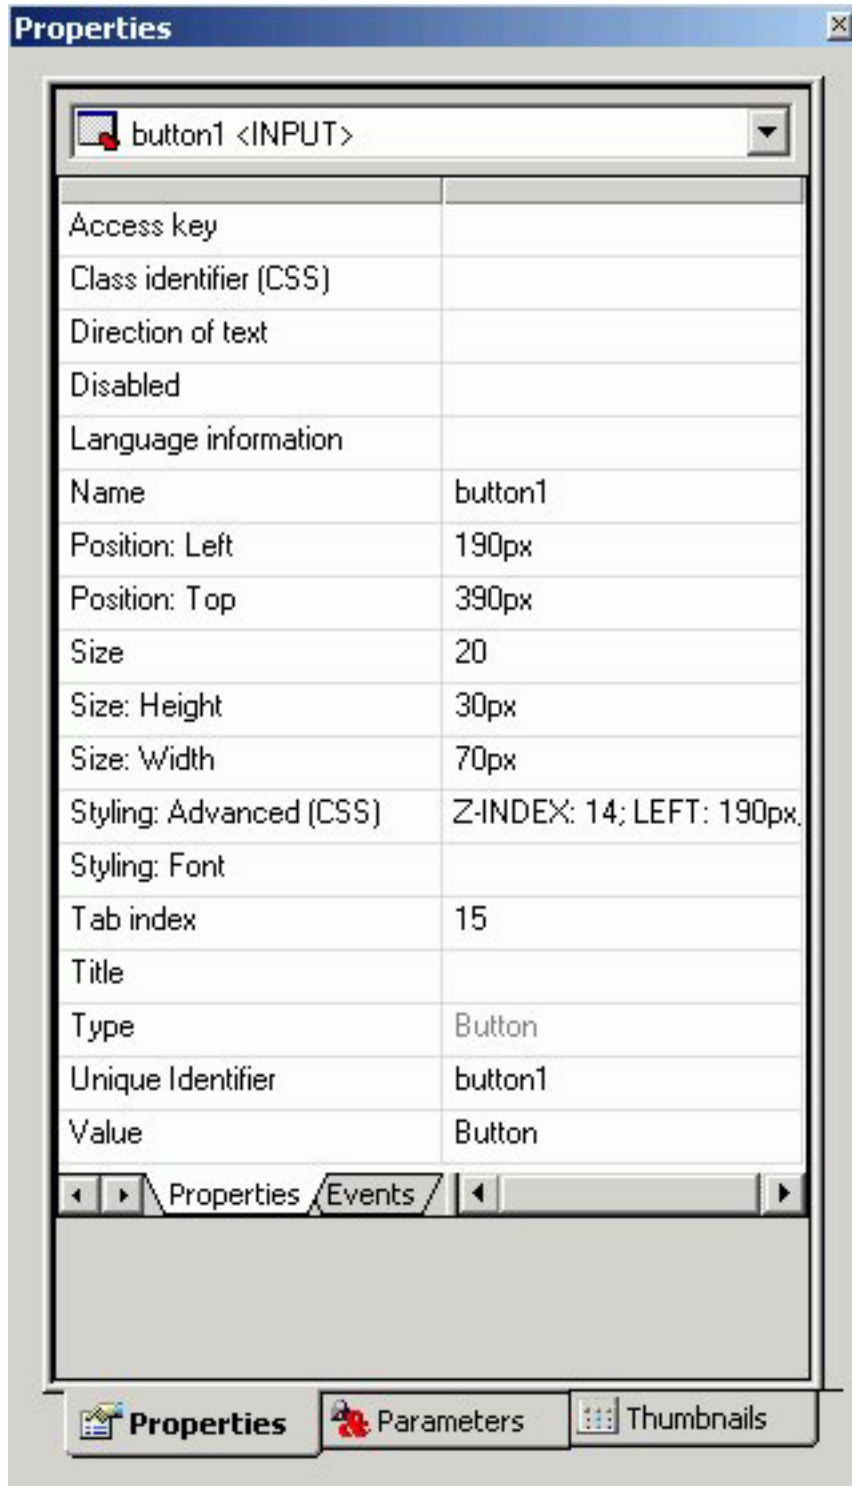 Properties
button1 <INPUT>
Access key
Class identifier (CSS)
Direction of text
Disabled
Language information
Name button1
Position: Left 190px
Position: Top 390px
Size 20
Size: Height 30px
Size: Width 70px
Styling: Advanced (CSS) Z-INDEX: 14; LEFT: 190px;
Styling: Font
Tab index 15
Title
Type Button
Unique Identifier button1
Value Button
Properties Events
Properties Parameters Thumbnails